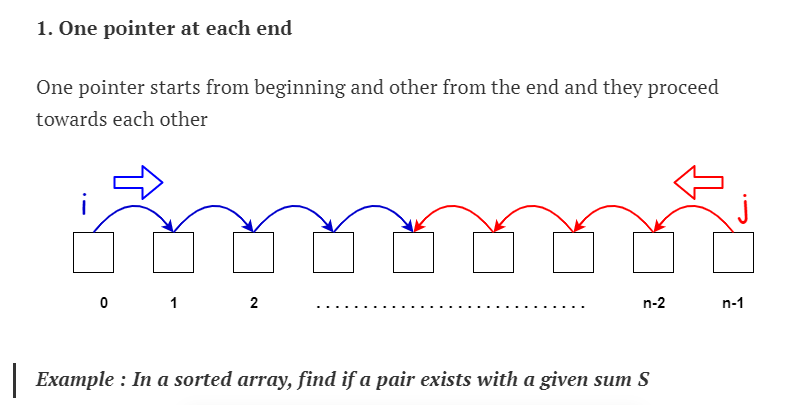 1. One pointer at each end
One pointer starts from beginning and other from the end and they proceed
towards each other
i j
0 1 2 .............................. n-2 n-1
Example : In a sorted array, find if a pair exists with a given sum S